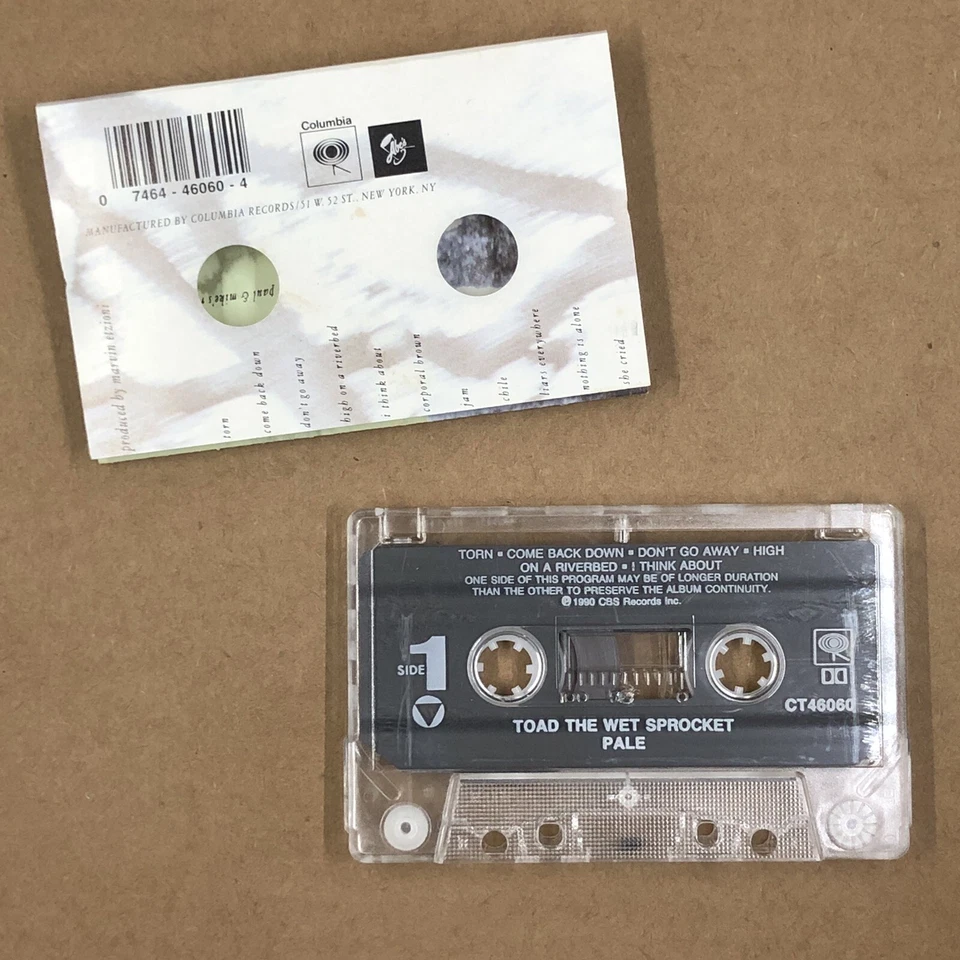 Columbia
Abe's
0 7464 - 46060 - 4
MANUFACTURED BY COLUMBIA RECORDS/51 W. 52 ST., NEW YORK, NY
paul & mike's
produced by marvin etzioni
torn
come back down
don't go away
high on a riverbed
i think about
corporal brown
jam
chile
liars everywhere
nothing is alone
she cried
TORN ▪ COME BACK DOWN ▪ DON'T GO AWAY ▪ HIGH
ON A RIVERBED ▪ I THINK ABOUT
ONE SIDE OF THIS PROGRAM MAY BE OF LONGER DURATION
THAN THE OTHER TO PRESERVE THE ALBUM CONTINUITY.
℗ 1990 CBS Records Inc.
SIDE 1
CT46060
TOAD THE WET SPROCKET
PALE